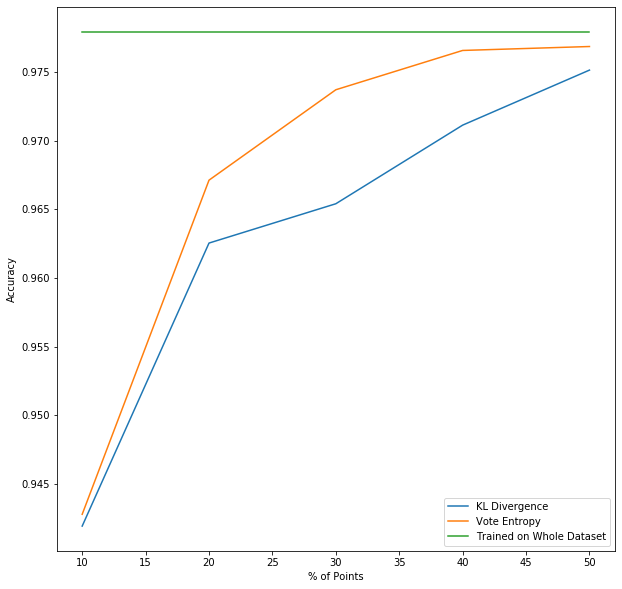 Accuracy
0.975
0.970
0.965
0.960
0.955
0.950
0.945
10 15 20 25 30 35 40 45 50
% of Points
KL Divergence
Vote Entropy
Trained on Whole Dataset